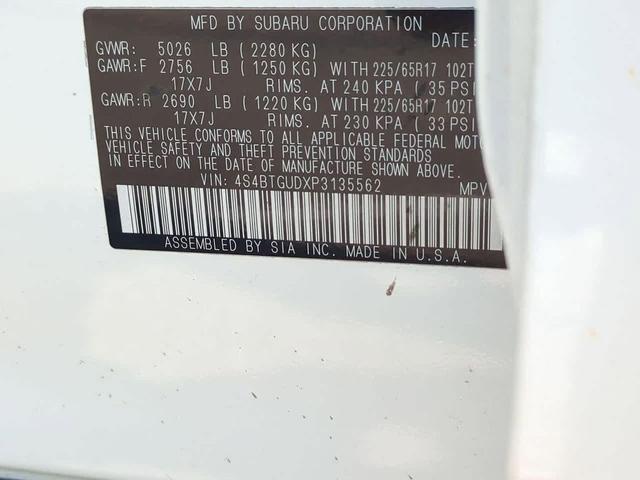 MFD BY SUBARU CORPORATION DATE:
GVWR: 5026 LB (2280 KG)
GAWR:F 2756 LB (1250 KG) WITH 225/65R17 102T
17X7J RIMS. AT 240 KPA (35 PSI
GAWR:R 2690 LB (1220 KG) WITH 225/65R17 102T
17X7J RIMS. AT 230 KPA (33 PSI
THIS VEHICLE CONFORMS TO ALL APPLICABLE FEDERAL MOT
VEHICLE SAFETY AND THEFT PREVENTION STANDARDS
IN EFFECT ON THE DATE OF MANUFACTURE SHOWN ABOVE.
VIN: 4S4BTGUDXP3135562 MPV
ASSEMBLED BY SIA INC. MADE IN U.S.A.